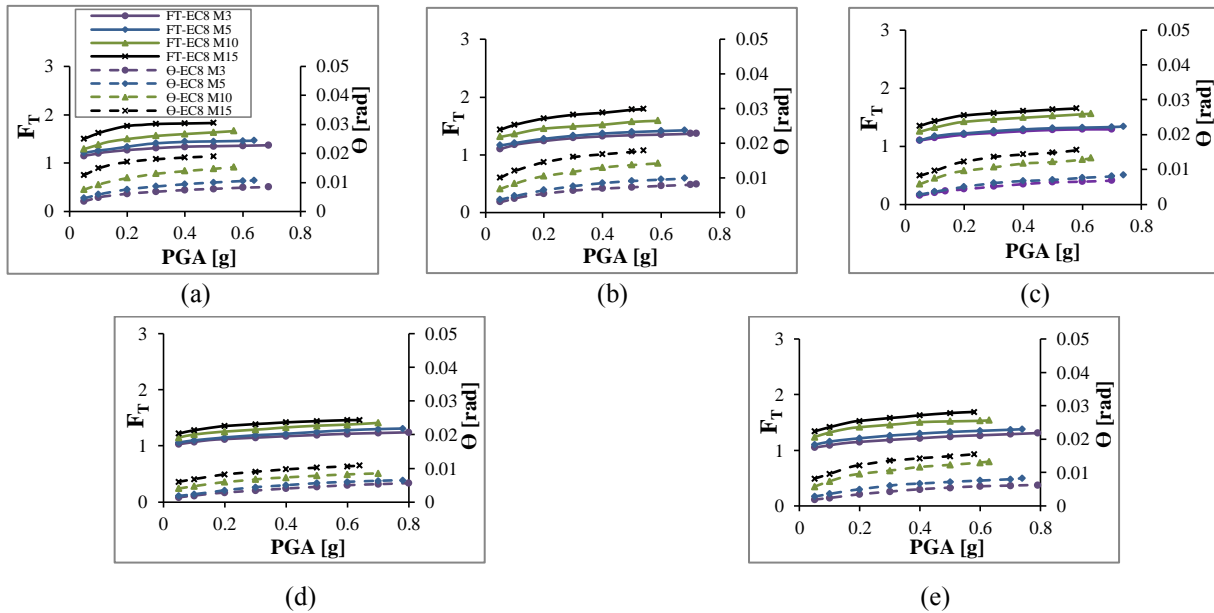 FT-EC8 M3
FT-EC8 M5
FT-EC8 M10
FT-EC8 M15
Ө-EC8 M3
Ө-EC8 M5
Ө-EC8 M10
Ө-EC8 M15
3
2
1
0
F_T
0 0.2 0.4 0.6 0.8
PGA [g]
0.05
0.04
0.03
0.02
0.01
0
Ө [rad]
(a)
3
2
1
0
F_T
0 0.2 0.4 0.6 0.8
PGA [g]
0.05
0.04
0.03
0.02
0.01
0
Ө [rad]
(b)
3
2
1
0
F_T
0 0.2 0.4 0.6 0.8
PGA [g]
0.05
0.04
0.03
0.02
0.01
0
Ө [rad]
(c)
3
2
1
0
F_T
0 0.2 0.4 0.6 0.8
PGA [g]
0.05
0.04
0.03
0.02
0.01
0
Ө [rad]
(d)
3
2
1
0
F_T
0 0.2 0.4 0.6 0.8
PGA [g]
0.05
0.04
0.03
0.02
0.01
0
Ө [rad]
(e)